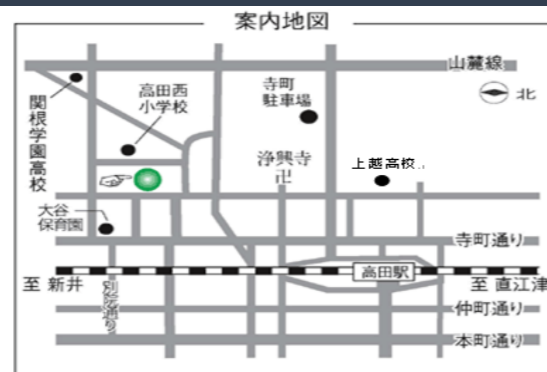 案内地図
山麓線
北
関根学園高校
高田西
小学校
寺町
駐車場
浄興寺
卍
上越高校
大谷
保育園
寺町通り
高田駅
至 新井
至 直江津
別院通り
仲町通り
本町通り